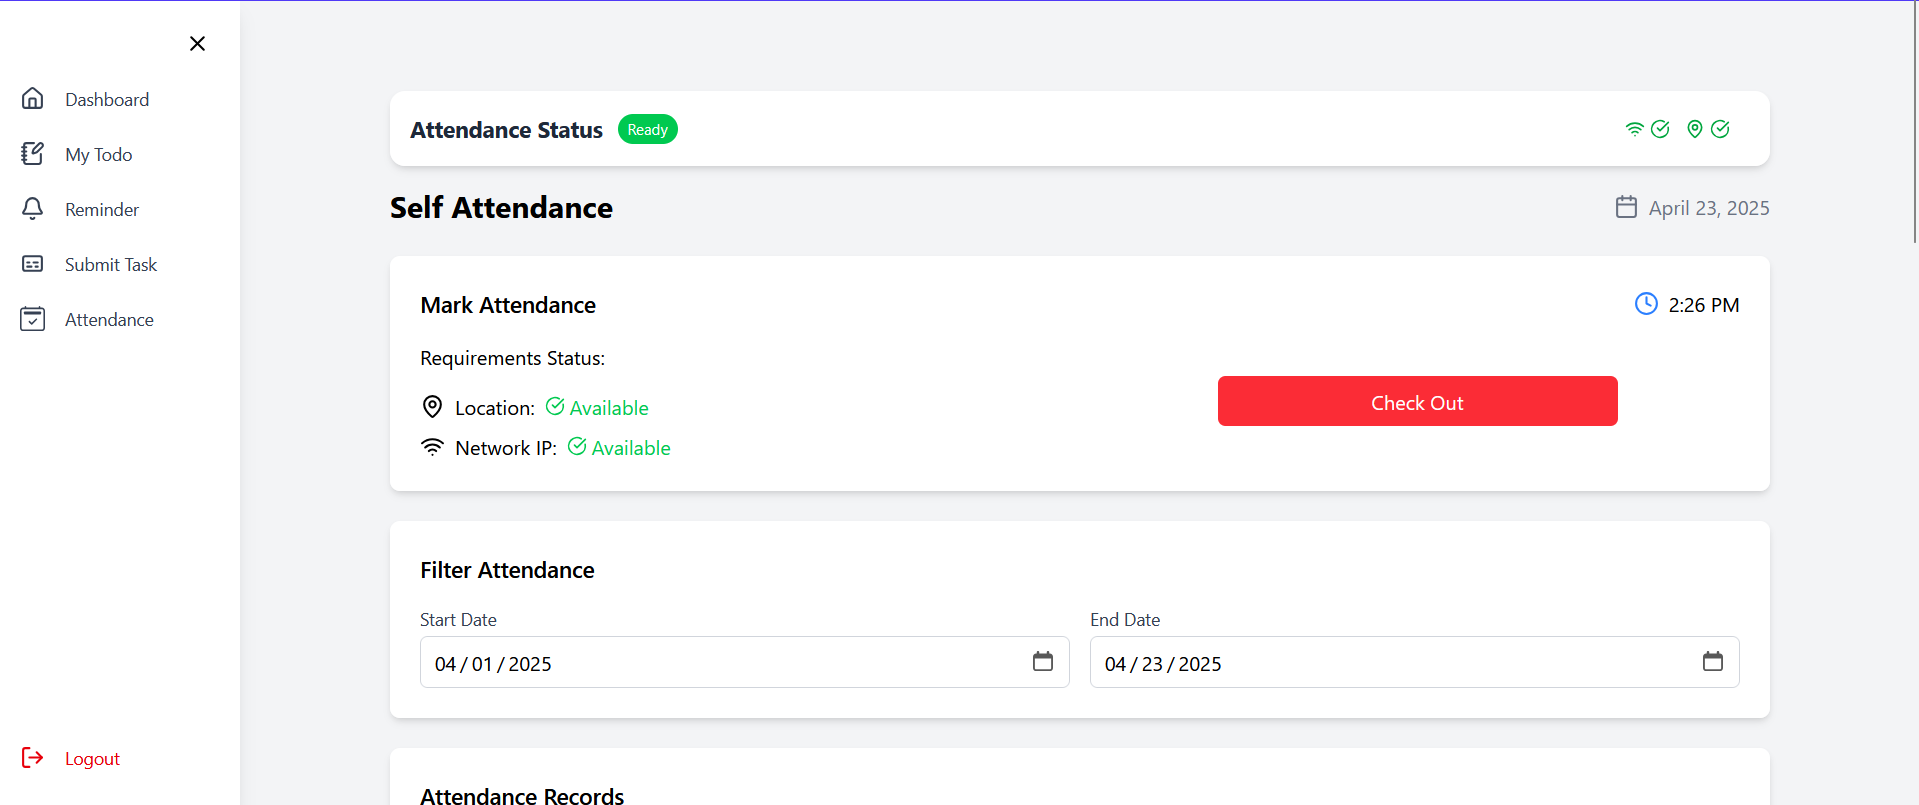 Dashboard
My Todo
Reminder
Submit Task
Attendance
Logout
Attendance Status Ready
Self Attendance
April 23, 2025
Mark Attendance
2:26 PM
Requirements Status:
Location: Available
Network IP: Available
Check Out
Filter Attendance
Start Date
04/01/2025
End Date
04/23/2025
Attendance Records